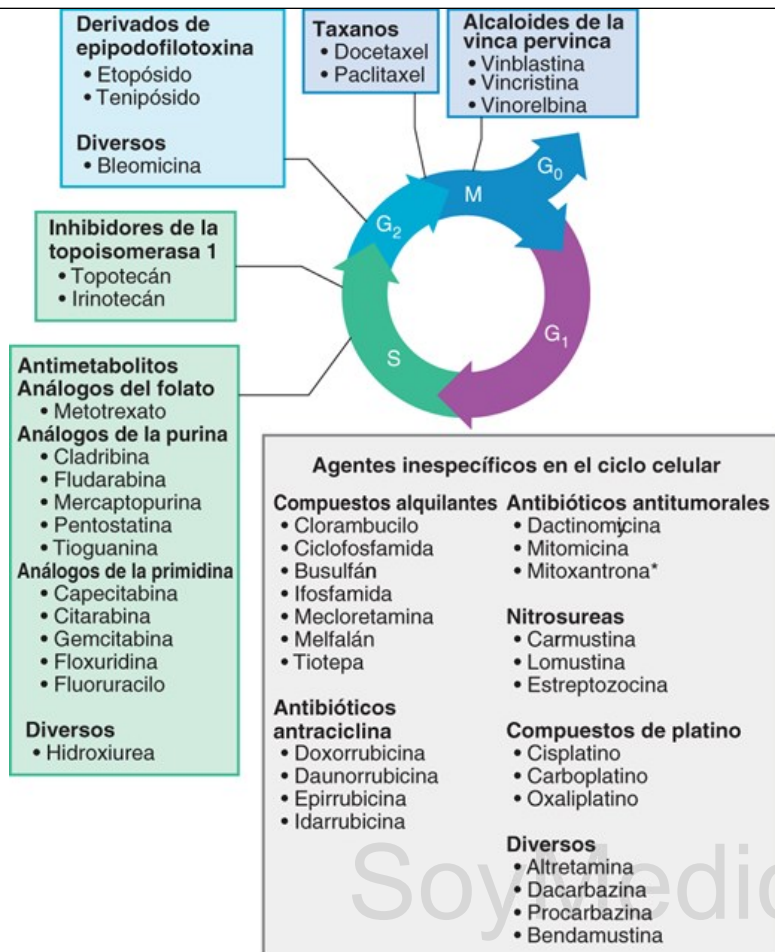 Derivados de
epipodofilotoxina
• Etopósido
• Tenipósido
Diversos
• Bleomicina
Taxanos
• Docetaxel
• Paclitaxel
Alcaloides de la
vinca pervinca
• Vinblastina
• Vincristina
• Vinorelbina
G0
M
G2
G1
S
Inhibidores de la
topoisomerasa 1
• Topotecán
• Irinotecán
Antimetabolitos
Análogos del folato
• Metotrexato
Análogos de la purina
• Cladribina
• Fludarabina
• Mercaptopurina
• Pentostatina
• Tioguanina
Análogos de la primidina
• Capecitabina
• Citarabina
• Gemcitabina
• Floxuridina
• Fluoruracilo
Diversos
• Hidroxiurea
Agentes inespecíficos en el ciclo celular
Compuestos alquilantes
• Clorambucilo
• Ciclofosfamida
• Busulfán
• Ifosfamida
• Mecloretamina
• Melfalán
• Tiotepa
Antibióticos
antraciclina
• Doxorrubicina
• Daunorrubicina
• Epirrubicina
• Idarrubicina
Antibióticos antitumorales
• Dactinomiycina
• Mitomicina
• Mitoxantrona*
Nitrosureas
• Carmustina
• Lomustina
• Estreptozocina
Compuestos de platino
• Cisplatino
• Carboplatino
• Oxaliplatino
Diversos
• Altretamina
• Dacarbazina
• Procarbazina
• Bendamustina
SoyMedic